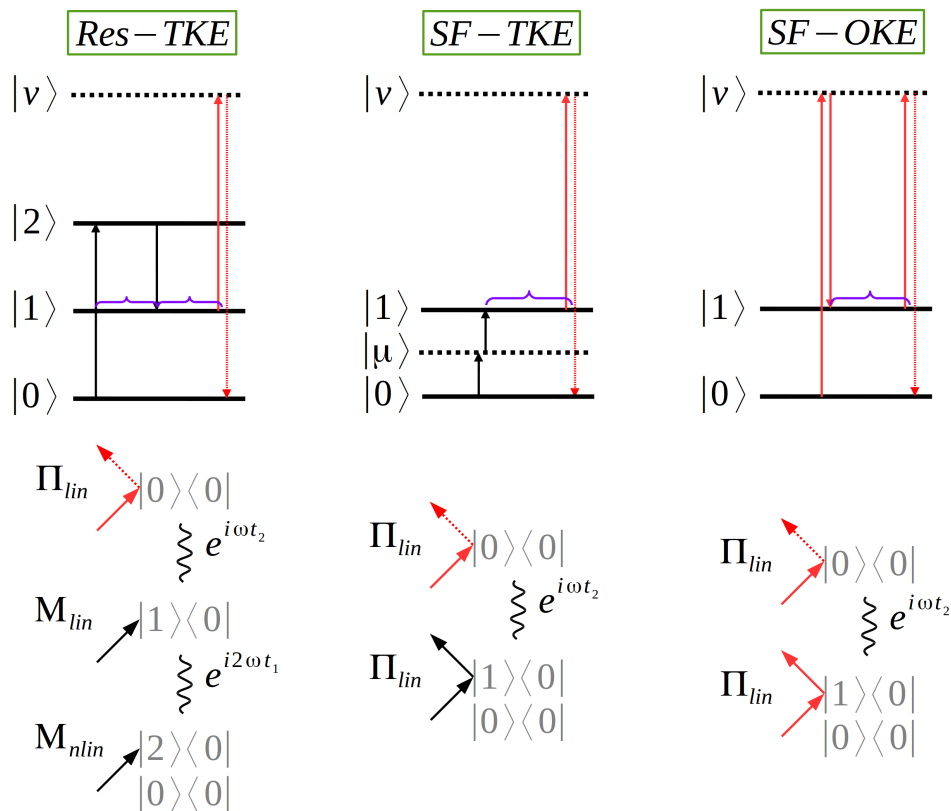 Res−TKE
SF−TKE
SF−OKE
|v⟩
|2⟩
|1⟩
|0⟩
|v⟩
|1⟩
|μ⟩
|0⟩
|v⟩
|1⟩
|0⟩
Π_lin
|0⟩⟨0|
e^{iωt_2}
M_lin
|1⟩⟨0|
e^{i2ωt_1}
M_nlin
|2⟩⟨0|
|0⟩⟨0|
Π_lin
|0⟩⟨0|
e^{iωt_2}
Π_lin
|1⟩⟨0|
|0⟩⟨0|
Π_lin
|0⟩⟨0|
e^{iωt_2}
Π_lin
|1⟩⟨0|
|0⟩⟨0|